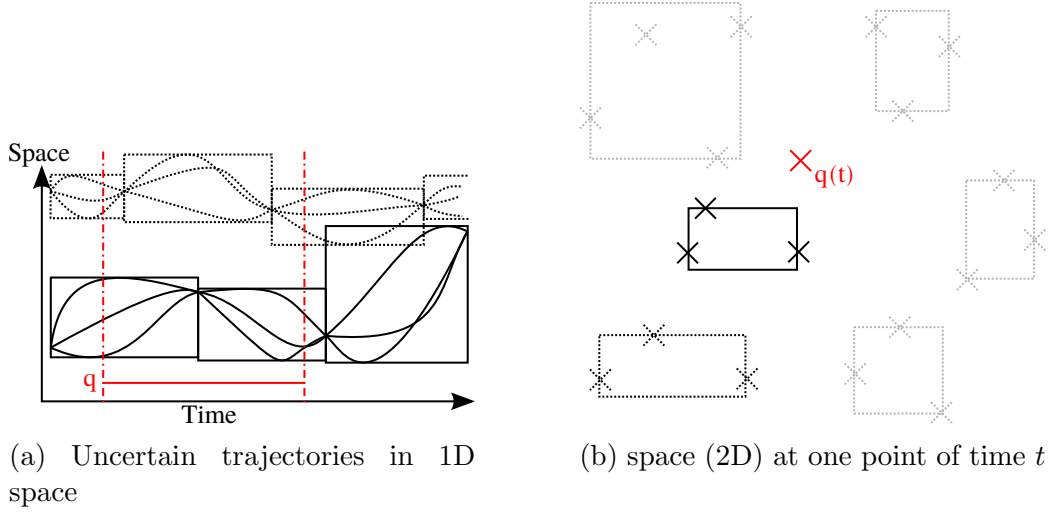 Space
q
Time
(a) Uncertain trajectories in 1D
space
q(t)
(b) space (2D) at one point of time t